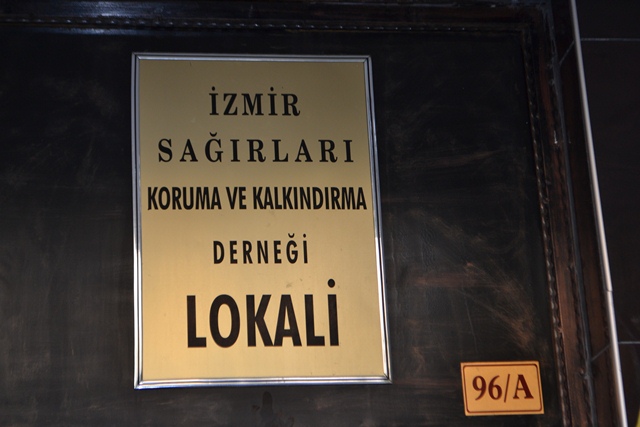 İZMİR
SAĞIRLARI
KORUMA VE KALKINDIRMA
DERNEĞİ
LOKALİ
96/A